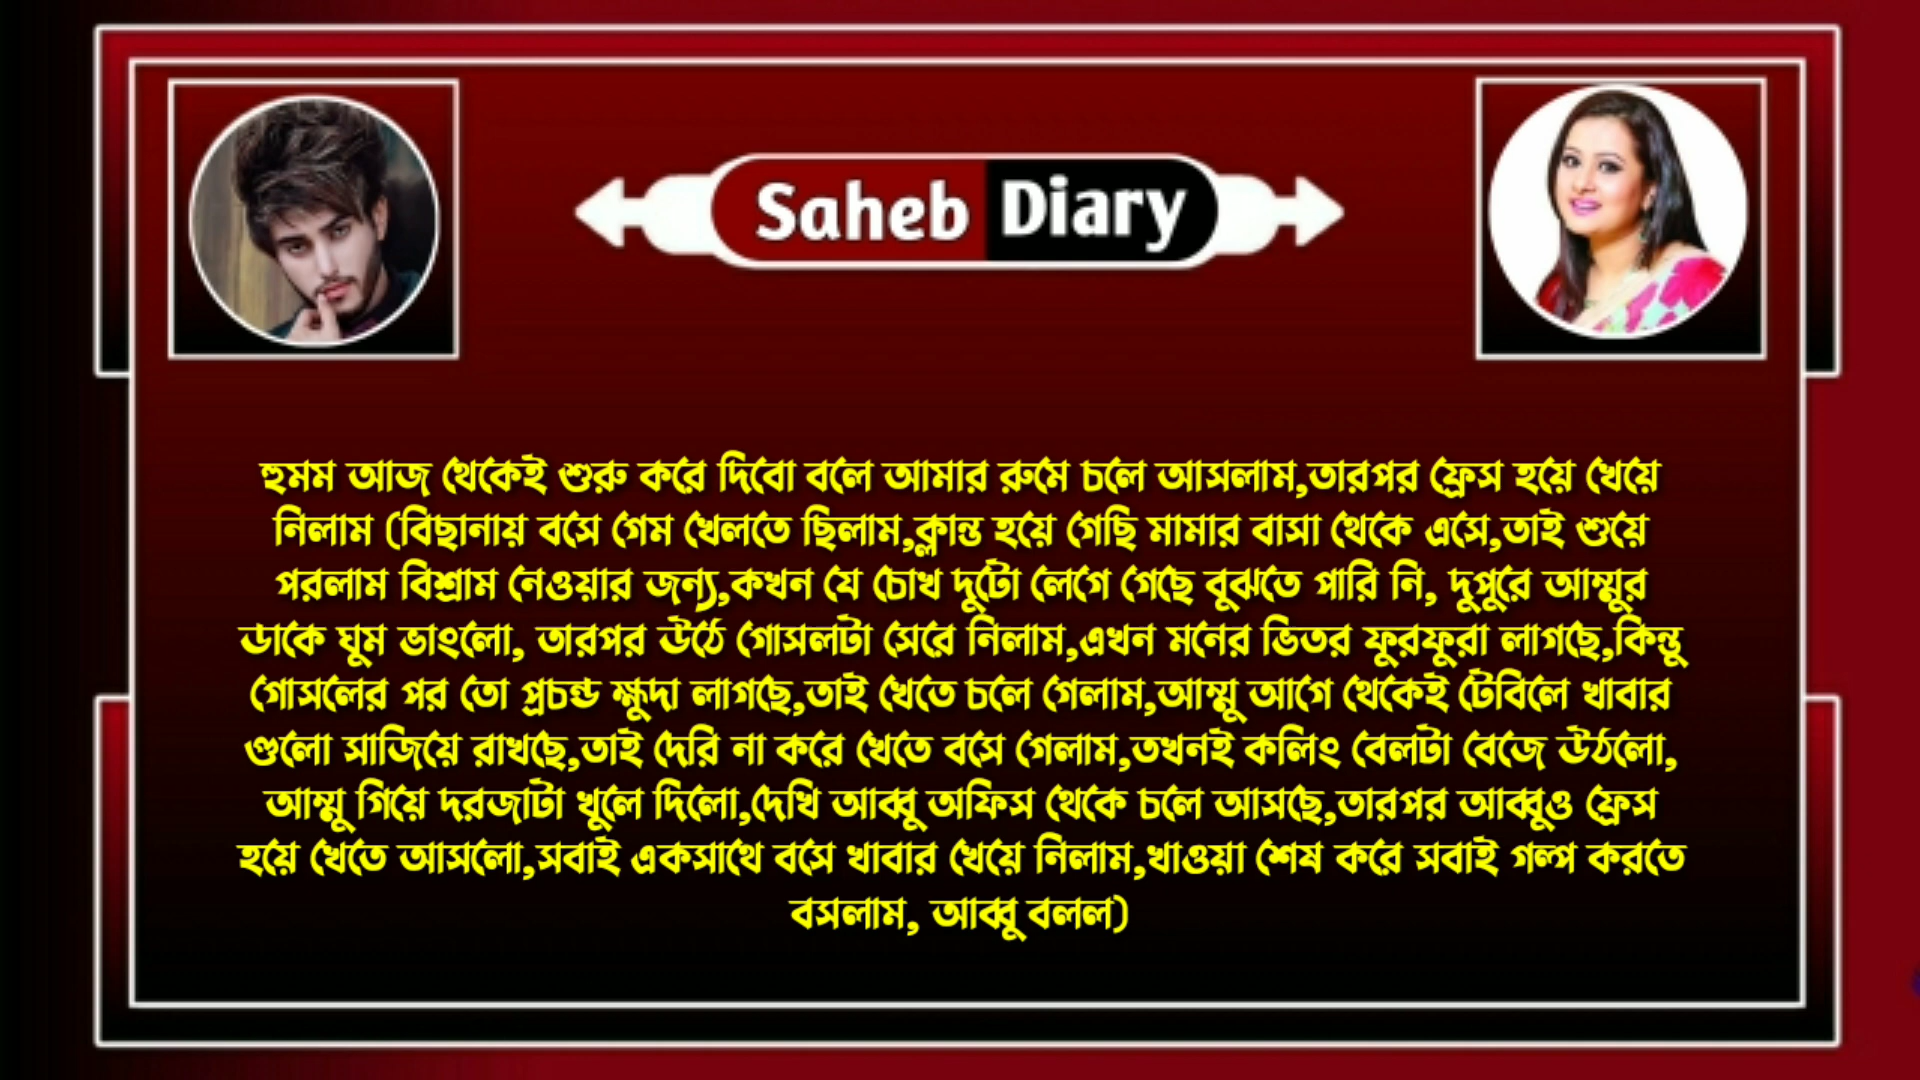 Saheb Diary
হুমম আজ থেকেই শুরু করে দিবো বলে আমার রুমে চলে আসলাম,তারপর ফ্রেস হয়ে খেয়ে
নিলাম (বিছানায় বসে গেম খেলতে ছিলাম,ক্লান্ত হয়ে গেছি মামার বাসা থেকে এসে,তাই শুয়ে
পরলাম বিশ্রাম নেওয়ার জন্য,কখন যে চোখ দুটো লেগে গেছে বুঝতে পারি নি, দুপুরে আম্মুর
ডাকে ঘুম ভাংলো, তারপর উঠে গোসলটা সেরে নিলাম,এখন মনের ভিতর ফুরফুরা লাগছে,কিন্তু
গোসলের পর তো প্রচন্ড ক্ষুদা লাগছে,তাই খেতে চলে গেলাম,আম্মু আগে থেকেই টেবিলে খাবার
গুলো সাজিয়ে রাখছে,তাই দেরি না করে খেতে বসে গেলাম,তখনই কলিং বেলটা বেজে উঠলো,
আম্মু গিয়ে দরজাটা খুলে দিলো,দেখি আব্বু অফিস থেকে চলে আসছে,তারপর আব্বুও ফ্রেস
হয়ে খেতে আসলো,সবাই একসাথে বসে খাবার খেয়ে নিলাম,খাওয়া শেষ করে সবাই গল্প করতে
বসলাম, আব্বু বলল)